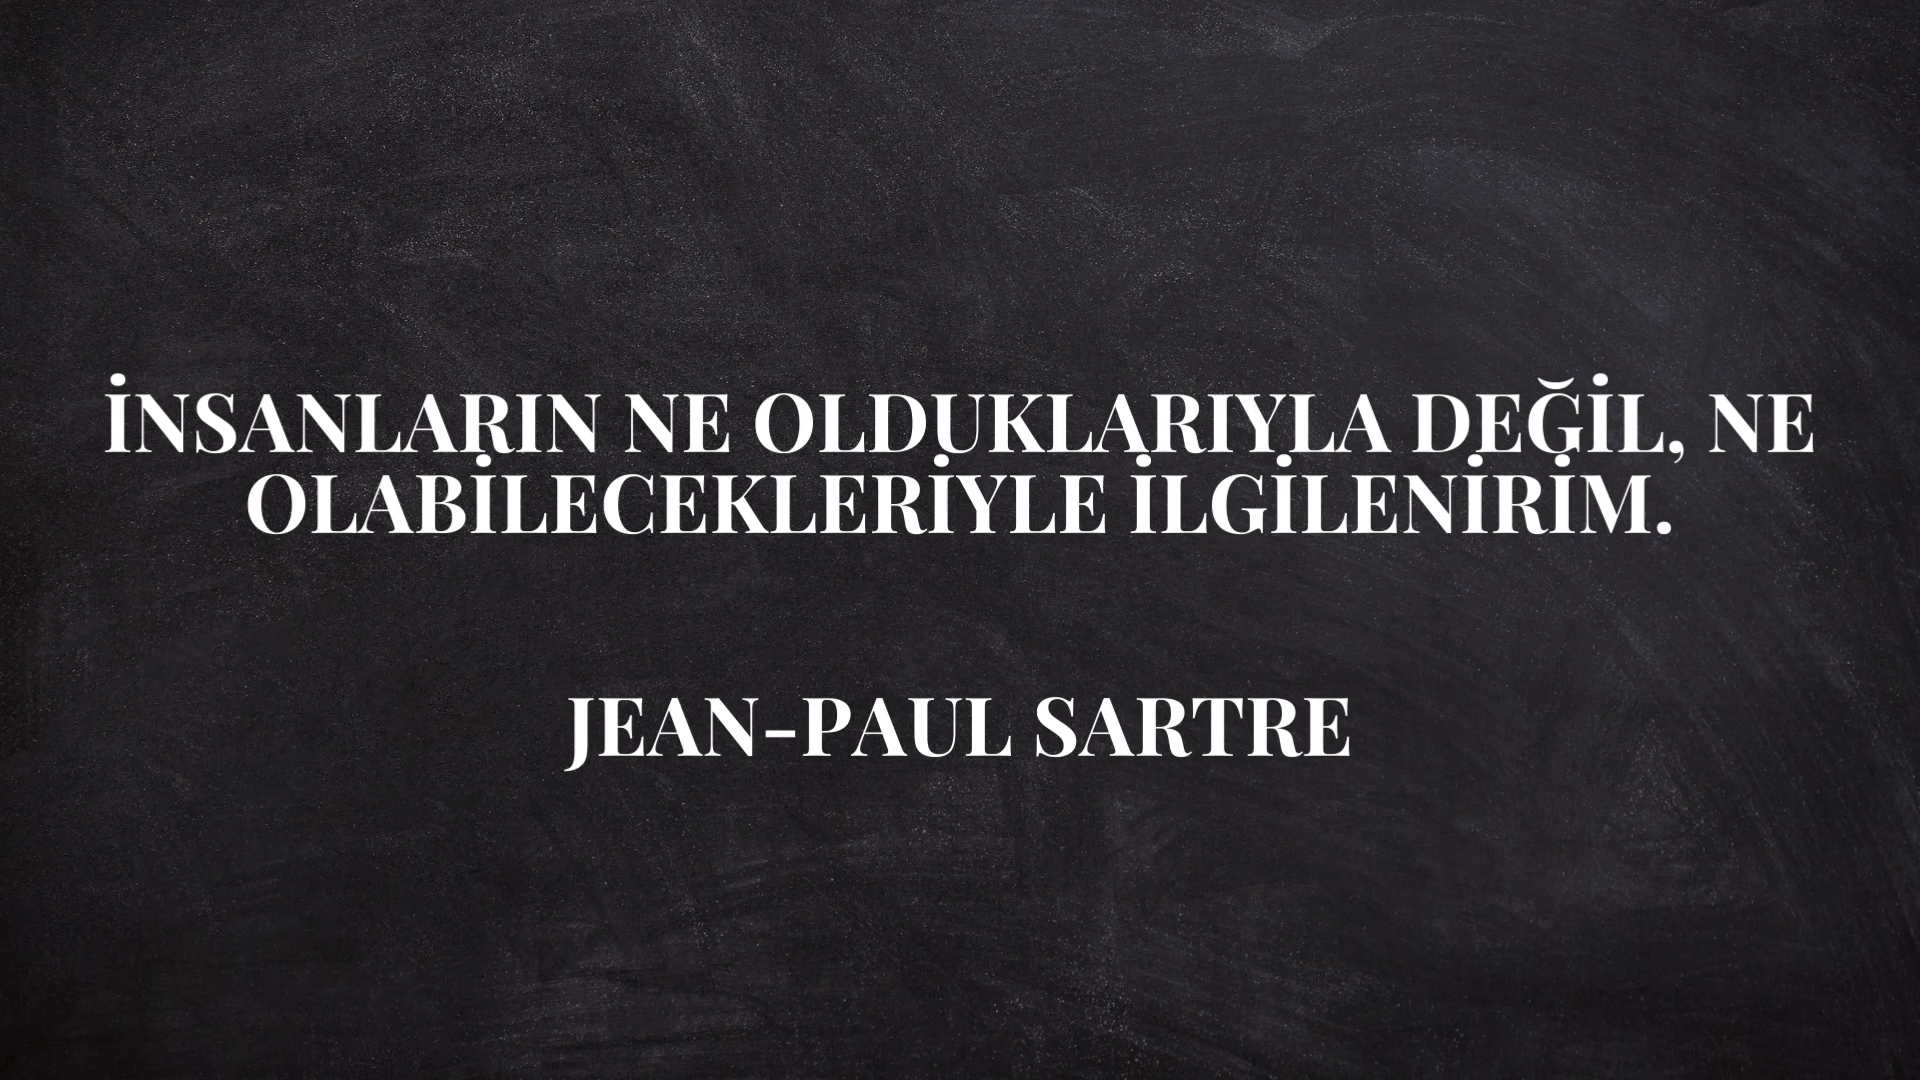 İNSANLARIN NE OLDUKLARIYLA DEĞİL, NE
OLABİLECEKLERİYLE İLGİLENİRİM.
JEAN-PAUL SARTRE